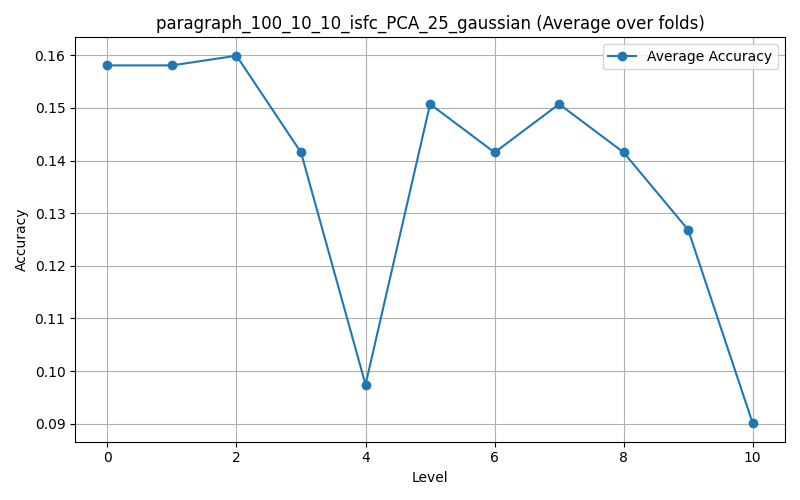 paragraph_100_10_10_isfc_PCA_25_gaussian (Average over folds)
Average Accuracy
0.16
0.15
0.14
0.13
0.12
0.11
0.10
0.09
Accuracy
0 2 4 6 8 10
Level